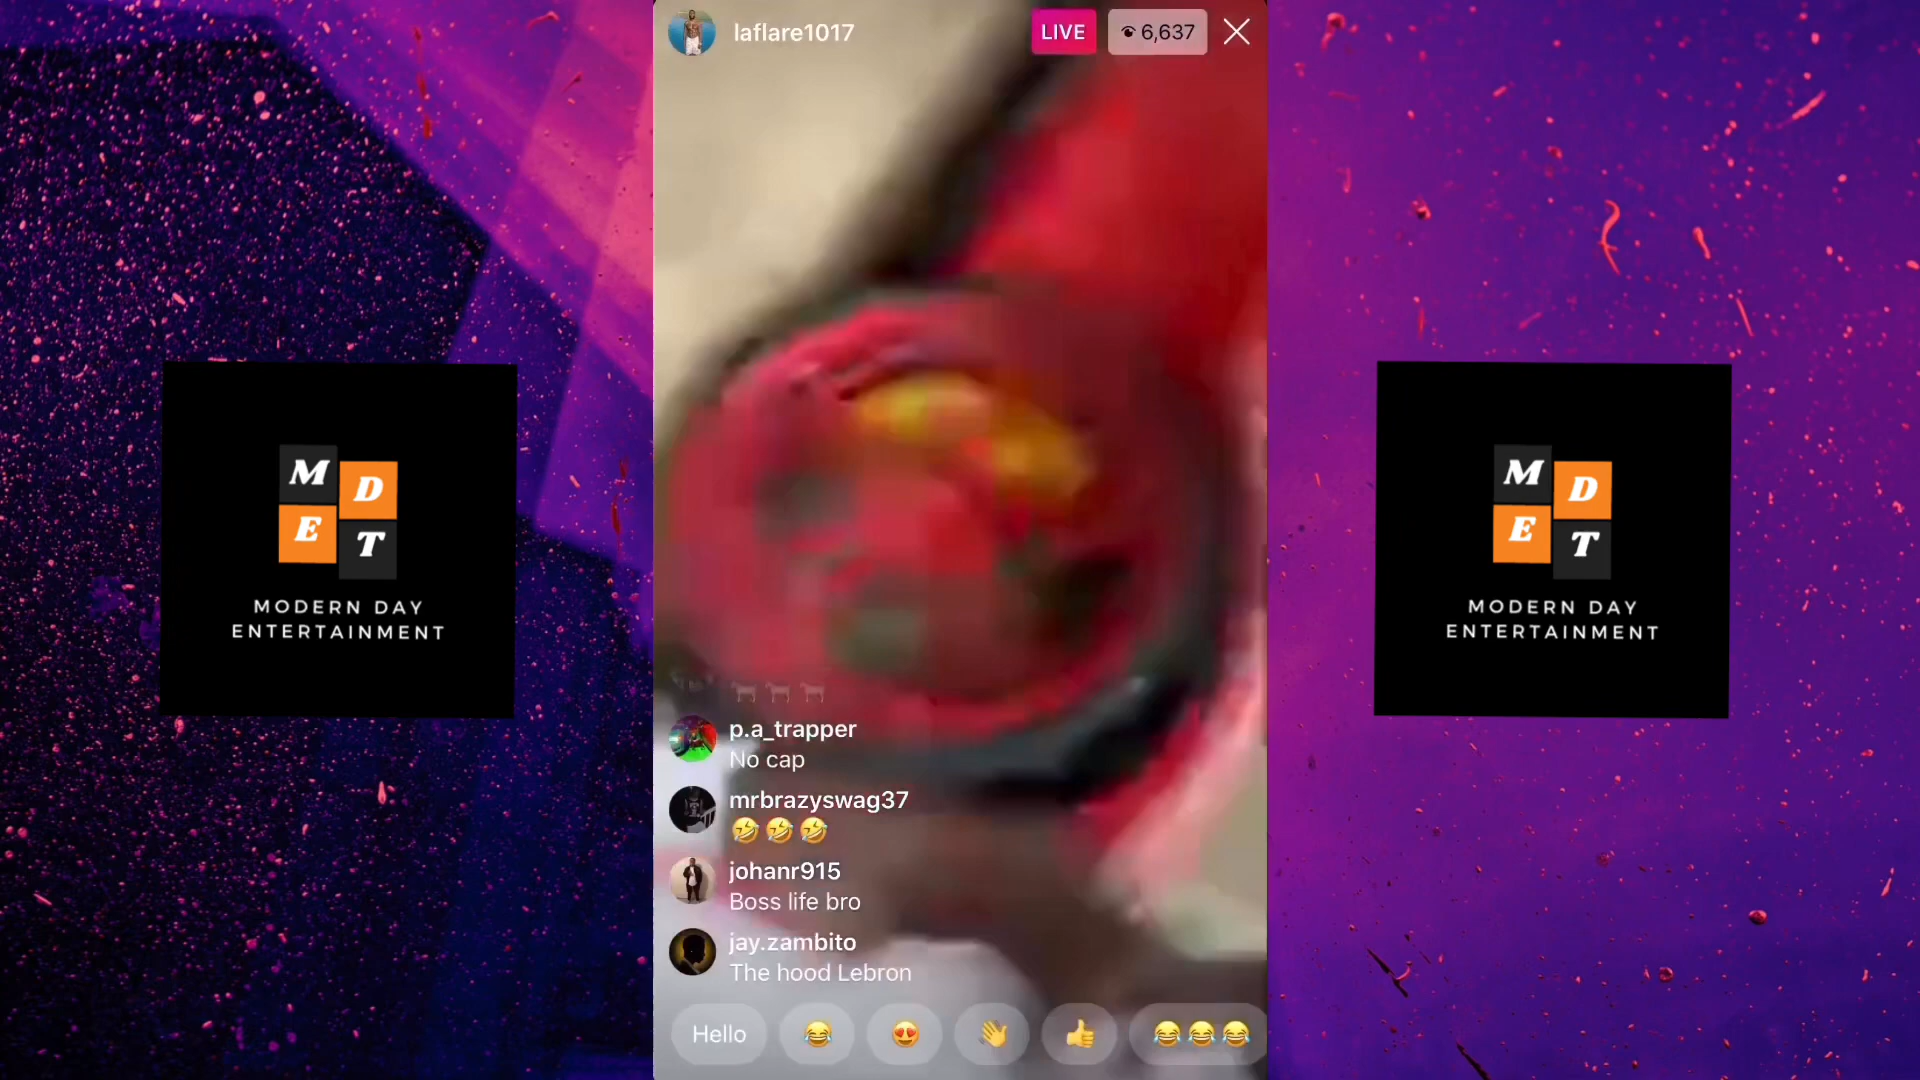 laflare1017
LIVE
6,637
p.a_trapper
No cap
mrbrazyswag37
🤣🤣🤣
johanr915
Boss life bro
jay.zambito
The hood Lebron
Hello
M
D
E
T
MODERN DAY
ENTERTAINMENT
M
D
E
T
MODERN DAY
ENTERTAINMENT